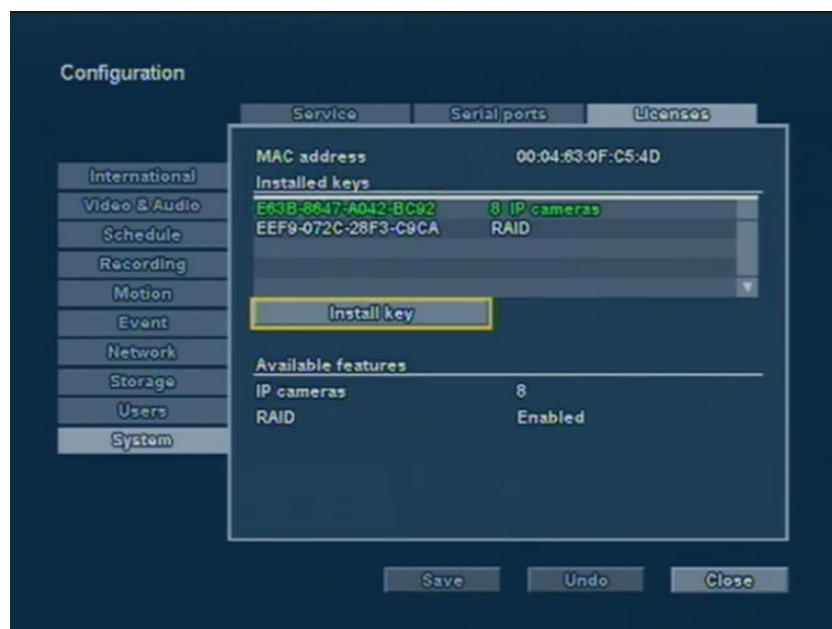 Configuration
Service Serial ports Licenses
MAC address 00:04:63:0F:C5:4D
Installed keys
E63B-8647-A042-BC92 8 IP cameras
EEF9-072C-28F3-C9CA RAID
Install key
Available features
IP cameras 8
RAID Enabled
International
Video & Audio
Schedule
Recording
Motion
Event
Network
Storage
Users
System
Save Undo Close